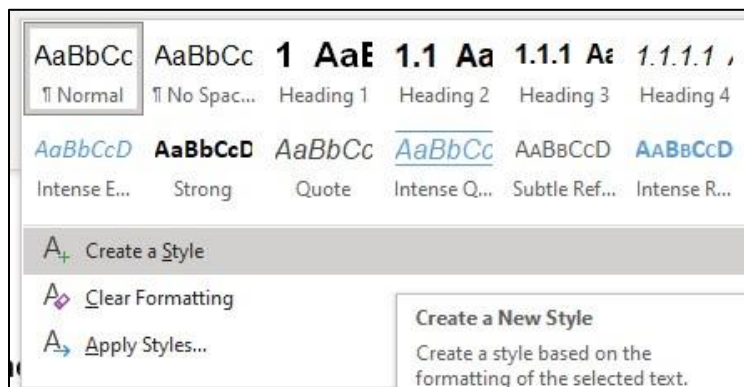 AaBbCc AaBbCc 1 AaB 1.1 Aa 1.1.1 Aa 1.1.1.1
¶ Normal ¶ No Spac... Heading 1 Heading 2 Heading 3 Heading 4
AaBbCcD AaBbCcD AaBbCc AaBbCc AaBbCcD AaBbCcD
Intense E... Strong Quote Intense Q... Subtle Ref... Intense R...
Create a Style
Clear Formatting
Apply Styles...
Create a New Style
Create a style based on the
formatting of the selected text.